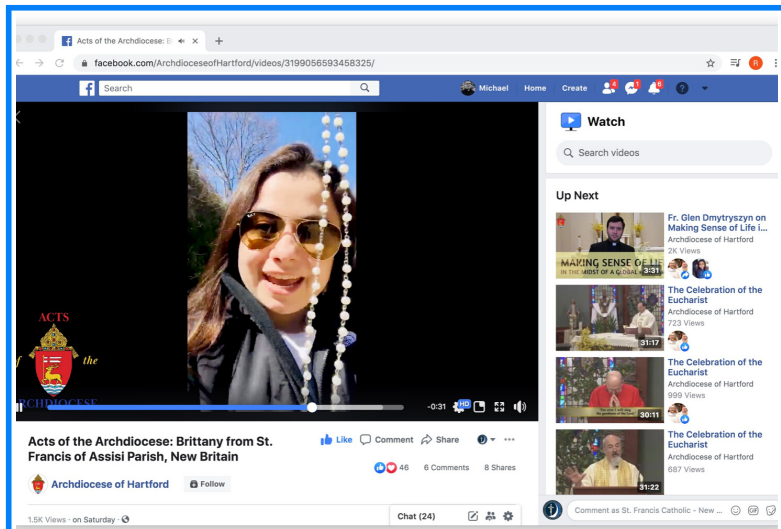 Acts of the Archdiocese: B
facebook.com/ArchdioceseofHartford/videos/3199056593458325/
R
Search
Michael Home Create 4 1 6
Watch
Search videos
Up Next
Fr. Glen Dmytryszyn on
Making Sense of Life i...
Archdiocese of Hartford
2K Views
MAKING SENSE OF LIFE
IN THE MIDST OF A GLOBAL
3:31
The Celebration of the
Eucharist
Archdiocese of Hartford
723 Views
31:17
The Celebration of the
Eucharist
Archdiocese of Hartford
999 Views
30:11
The Celebration of the
Eucharist
Archdiocese of Hartford
687 Views
31:22
ACTS
of the
ARCHDIOCESE
-0:31 HD
Acts of the Archdiocese: Brittany from St.
Francis of Assisi Parish, New Britain
Like Comment Share
46 6 Comments 8 Shares
Archdiocese of Hartford Follow
1.5K Views · on Saturday ·
Chat (24)
Comment as St. Francis Catholic - New ... GIF